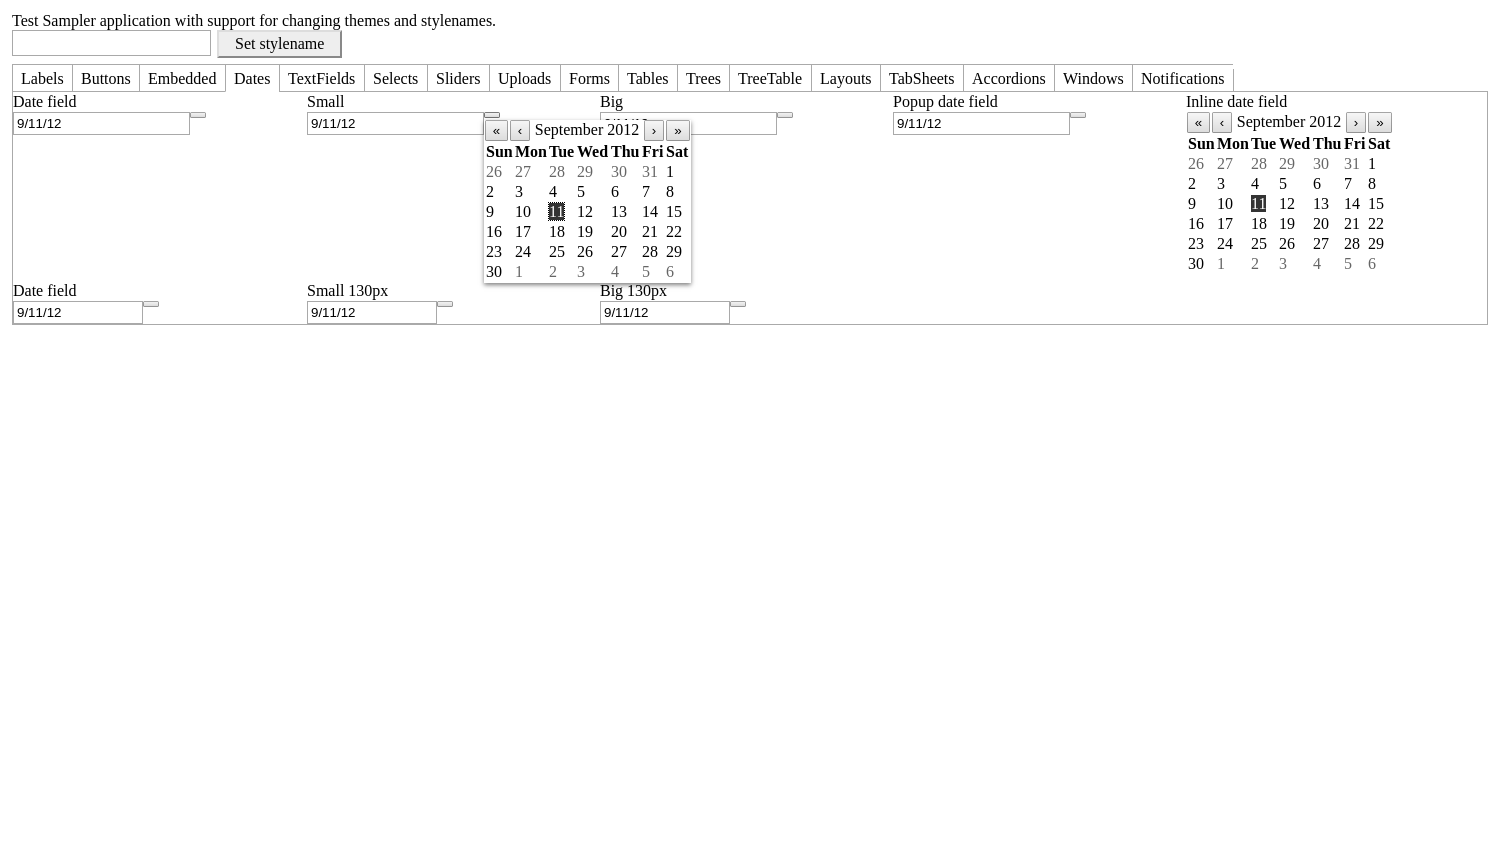 Test Sampler application with support for changing themes and stylenames.
Set stylename
Labels Buttons Embedded Dates TextFields Selects Sliders Uploads Forms Tables Trees TreeTable Layouts TabSheets Accordions Windows Notifications
Date field Small Big Popup date field Inline date field
9/11/12 9/11/12 9/11/12
« ‹ September 2012 › »
Sun Mon Tue Wed Thu Fri Sat
26 27 28 29 30 31 1
2 3 4 5 6 7 8
9 10 11 12 13 14 15
16 17 18 19 20 21 22
23 24 25 26 27 28 29
30 1 2 3 4 5 6
« ‹ September 2012 › »
Sun Mon Tue Wed Thu Fri Sat
26 27 28 29 30 31 1
2 3 4 5 6 7 8
9 10 11 12 13 14 15
16 17 18 19 20 21 22
23 24 25 26 27 28 29
30 1 2 3 4 5 6
Date field Small 130px Big 130px
9/11/12 9/11/12 9/11/12